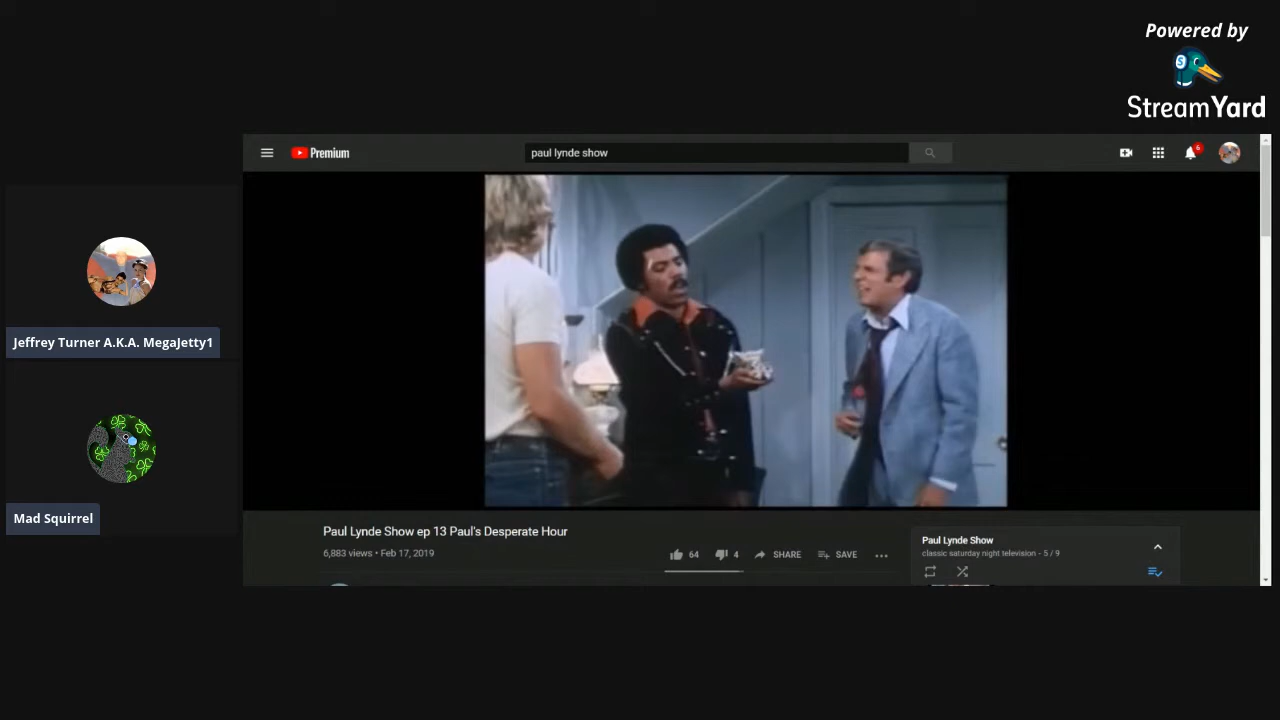 Powered by
S
StreamYard
Premium
paul lynde show
6
Jeffrey Turner A.K.A. MegaJetty1
Mad Squirrel
Paul Lynde Show ep 13 Paul's Desperate Hour
6,883 views • Feb 17, 2019
64
4
SHARE
SAVE
Paul Lynde Show
classic saturday night television - 5 / 9